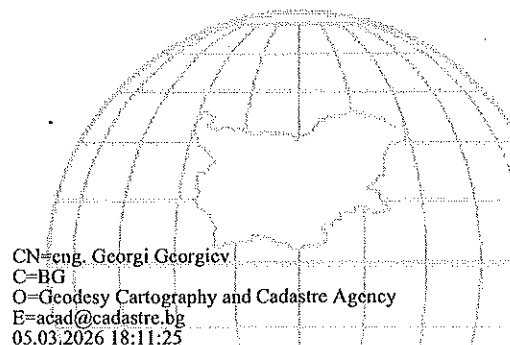 CN=eng. Georgi Georgiev
C=BG
O=Geodesy Cartography and Cadastre Agency
E=acad@cadastre.bg
05.03.2026 18:11:25